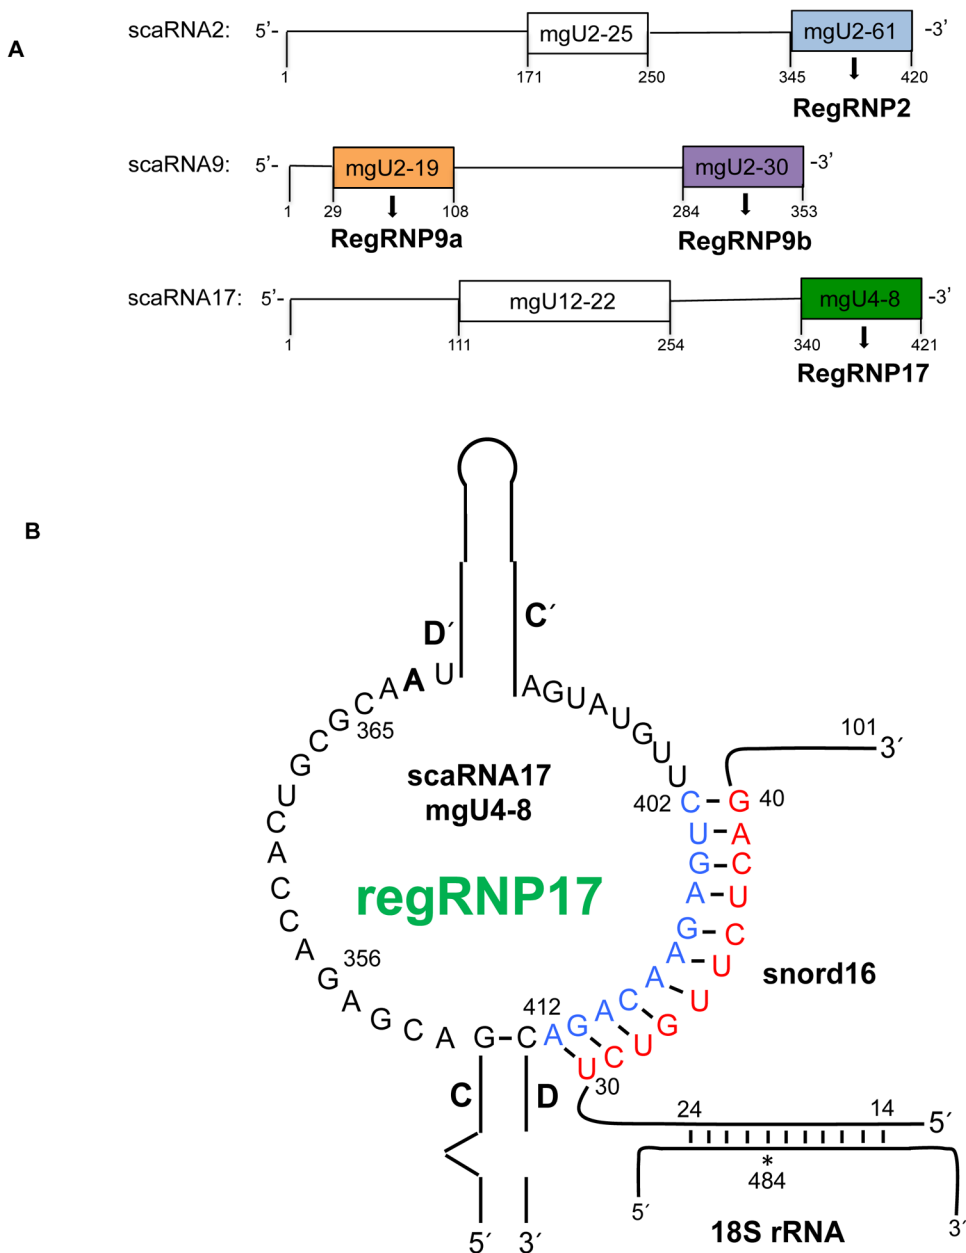 A
scaRNA2: 5’- mgU2-25 mgU2-61 -3’
1 171 250 345 420
RegRNP2
scaRNA9: 5’- mgU2-19 mgU2-30 -3’
1 29 108 284 353
RegRNP9a RegRNP9b
scaRNA17: 5’- mgU12-22 mgU4-8 -3’
1 111 254 340 421
RegRNP17
B
D´ C´
U A A C G C G U C A C C A G A G C A G
365
356
A G U A U G U U
C U G A G A A C A G A
402
412
C
scaRNA17
mgU4-8
regRNP17
101 3´
40
G A C U C U U G U C U
30
snord16
C D
5´ 3´
24 14 5´
*
484
5´ 3´
18S rRNA